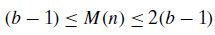 (b − 1) ≤ M(n) ≤ 2(b − 1)